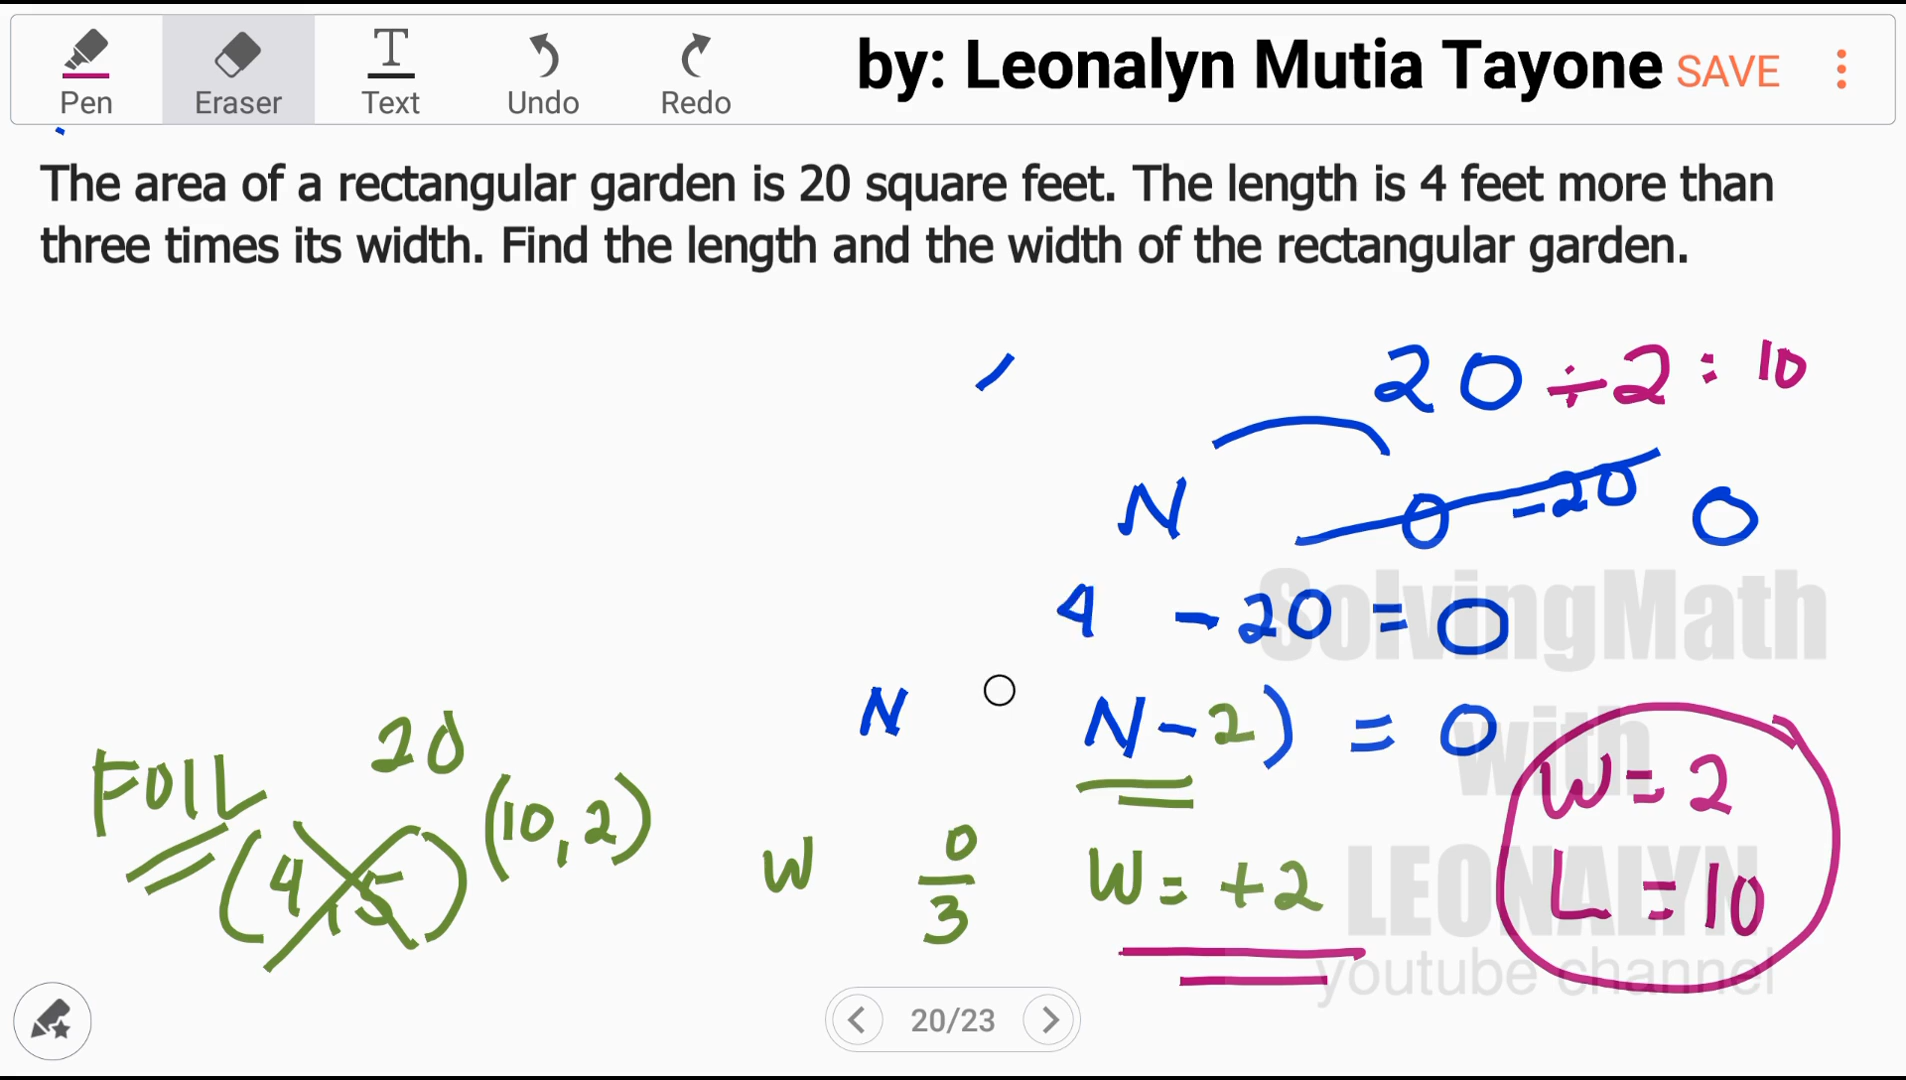 Pen Eraser Text Undo Redo by: Leonalyn Mutia Tayone SAVE
The area of a rectangular garden is 20 square feet. The length is 4 feet more than
three times its width. Find the length and the width of the rectangular garden.
20 ÷ 2 : 10
N 0 -20 0
4 - 20 = 0
SolvingMath
with
LEONALYN
youtube channel
N N - 2) = 0
FOIL 20
(4, 5) (10, 2)
W 0/3 W = +2
W = 2
L = 10
20/23